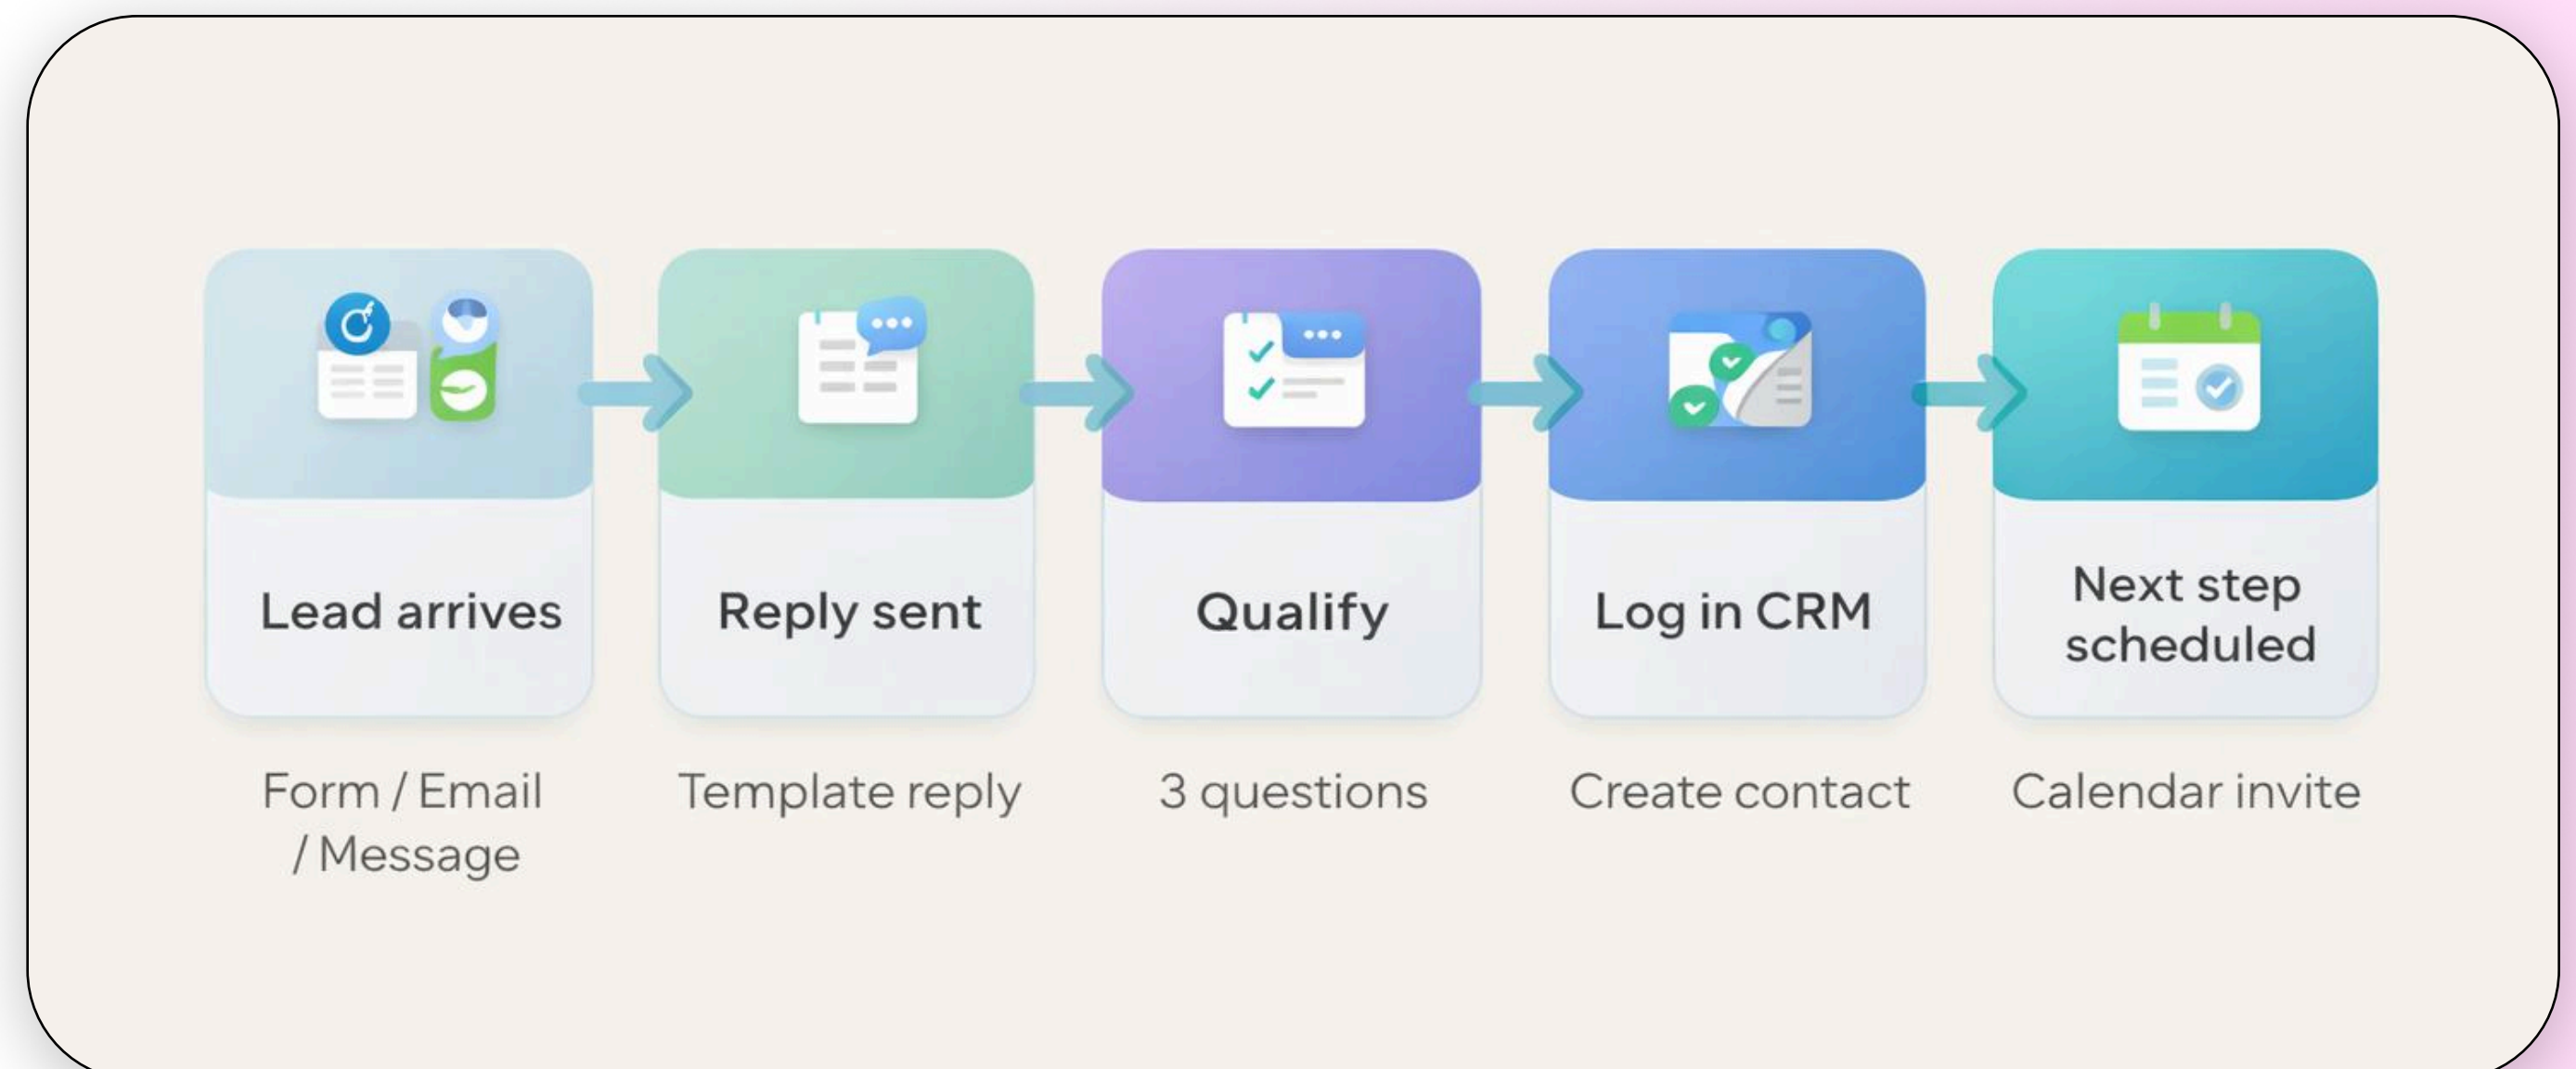 Lead arrives
Form / Email
/ Message
Reply sent
Template reply
Qualify
3 questions
Log in CRM
Create contact
Next step
scheduled
Calendar invite